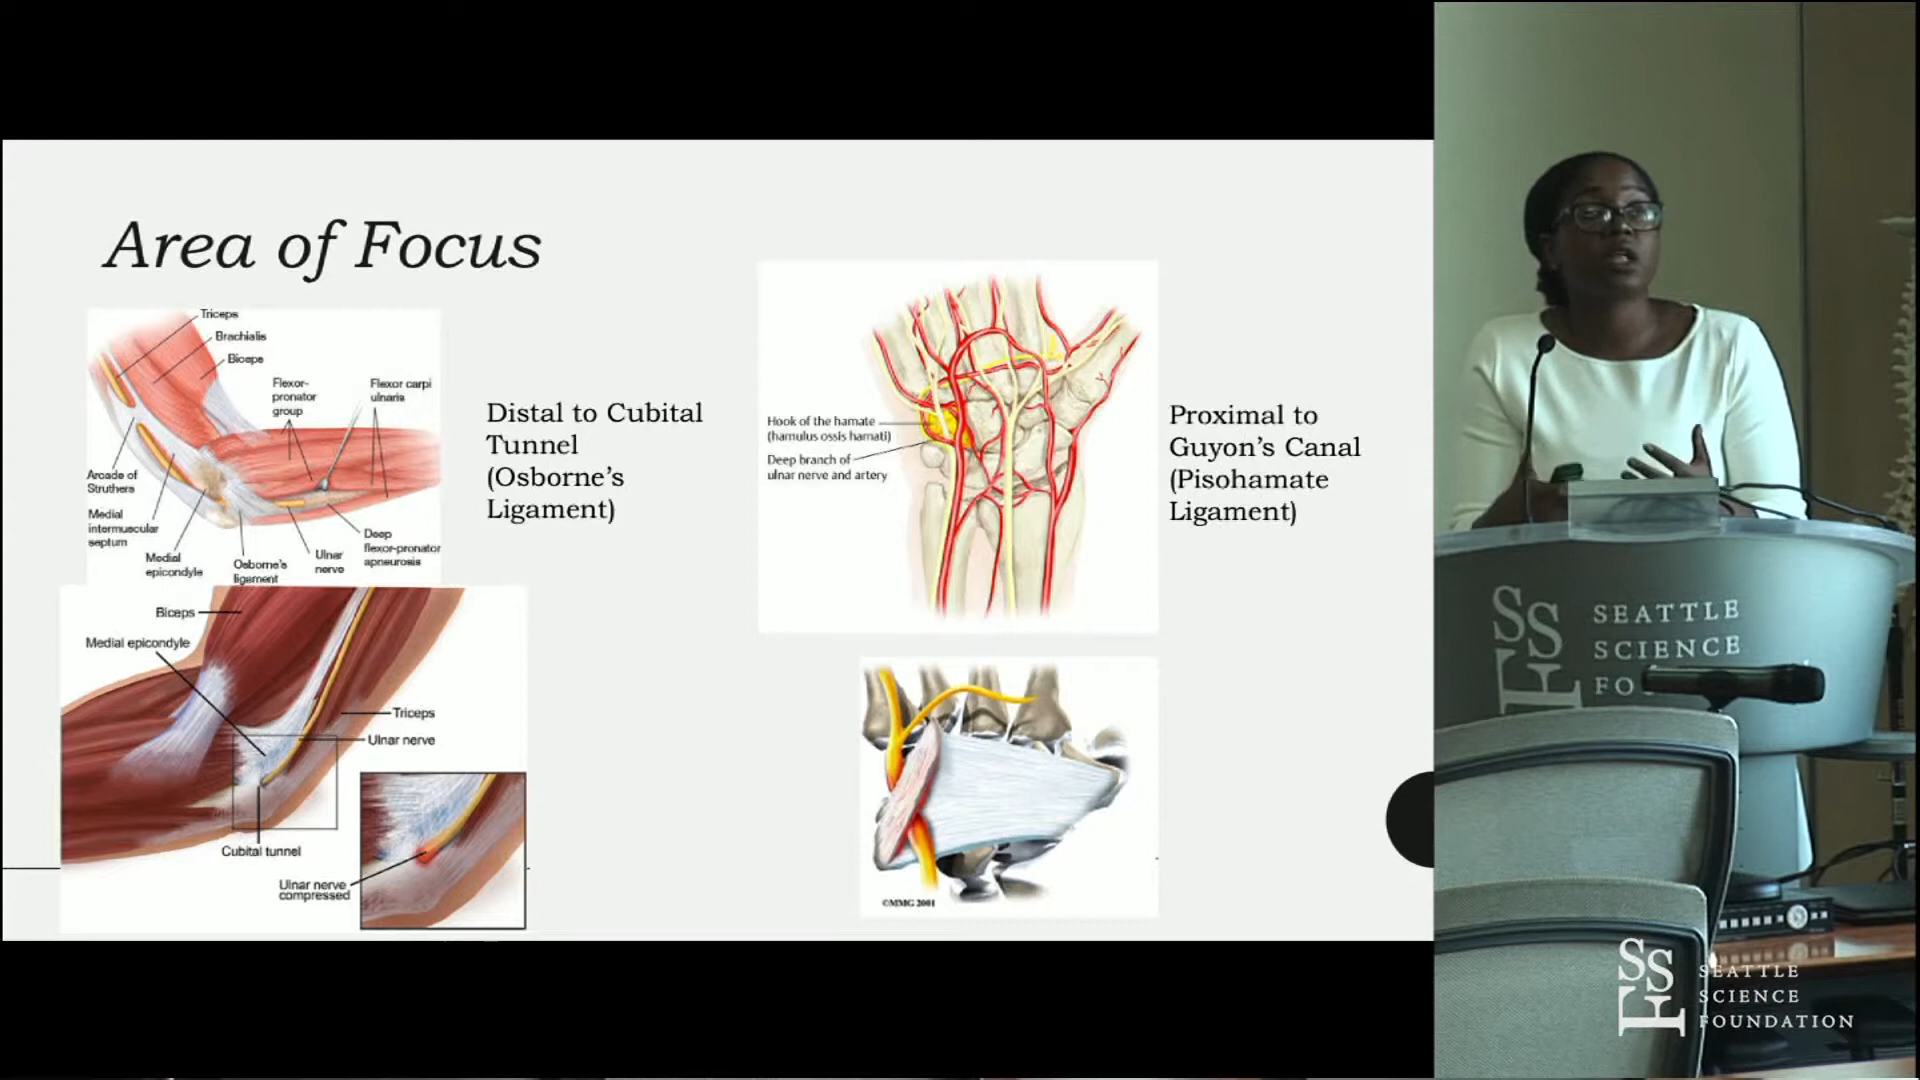 Area of Focus
Triceps
Brachialis
Biceps
Flexor-
pronator
group
Flexor carpi
ulnaris
Arcade of
Struthers
Medial
intermuscular
septum
Medial
epicondyle
Osborne's
ligament
Ulnar
nerve
Deep
flexor-pronator
aponeurosis
Distal to Cubital
Tunnel
(Osborne's
Ligament)
Biceps
Medial epicondyle
Triceps
Ulnar nerve
Cubital tunnel
Ulnar nerve
compressed
Hook of the hamate
(hamulus ossis hamati)
Deep branch of
ulnar nerve and artery
Proximal to
Guyon's Canal
(Pisohamate
Ligament)
©MMG 2001
SSF
SEATTLE
SCIENCE
FOU
SSF
SEATTLE
SCIENCE
FOUNDATION